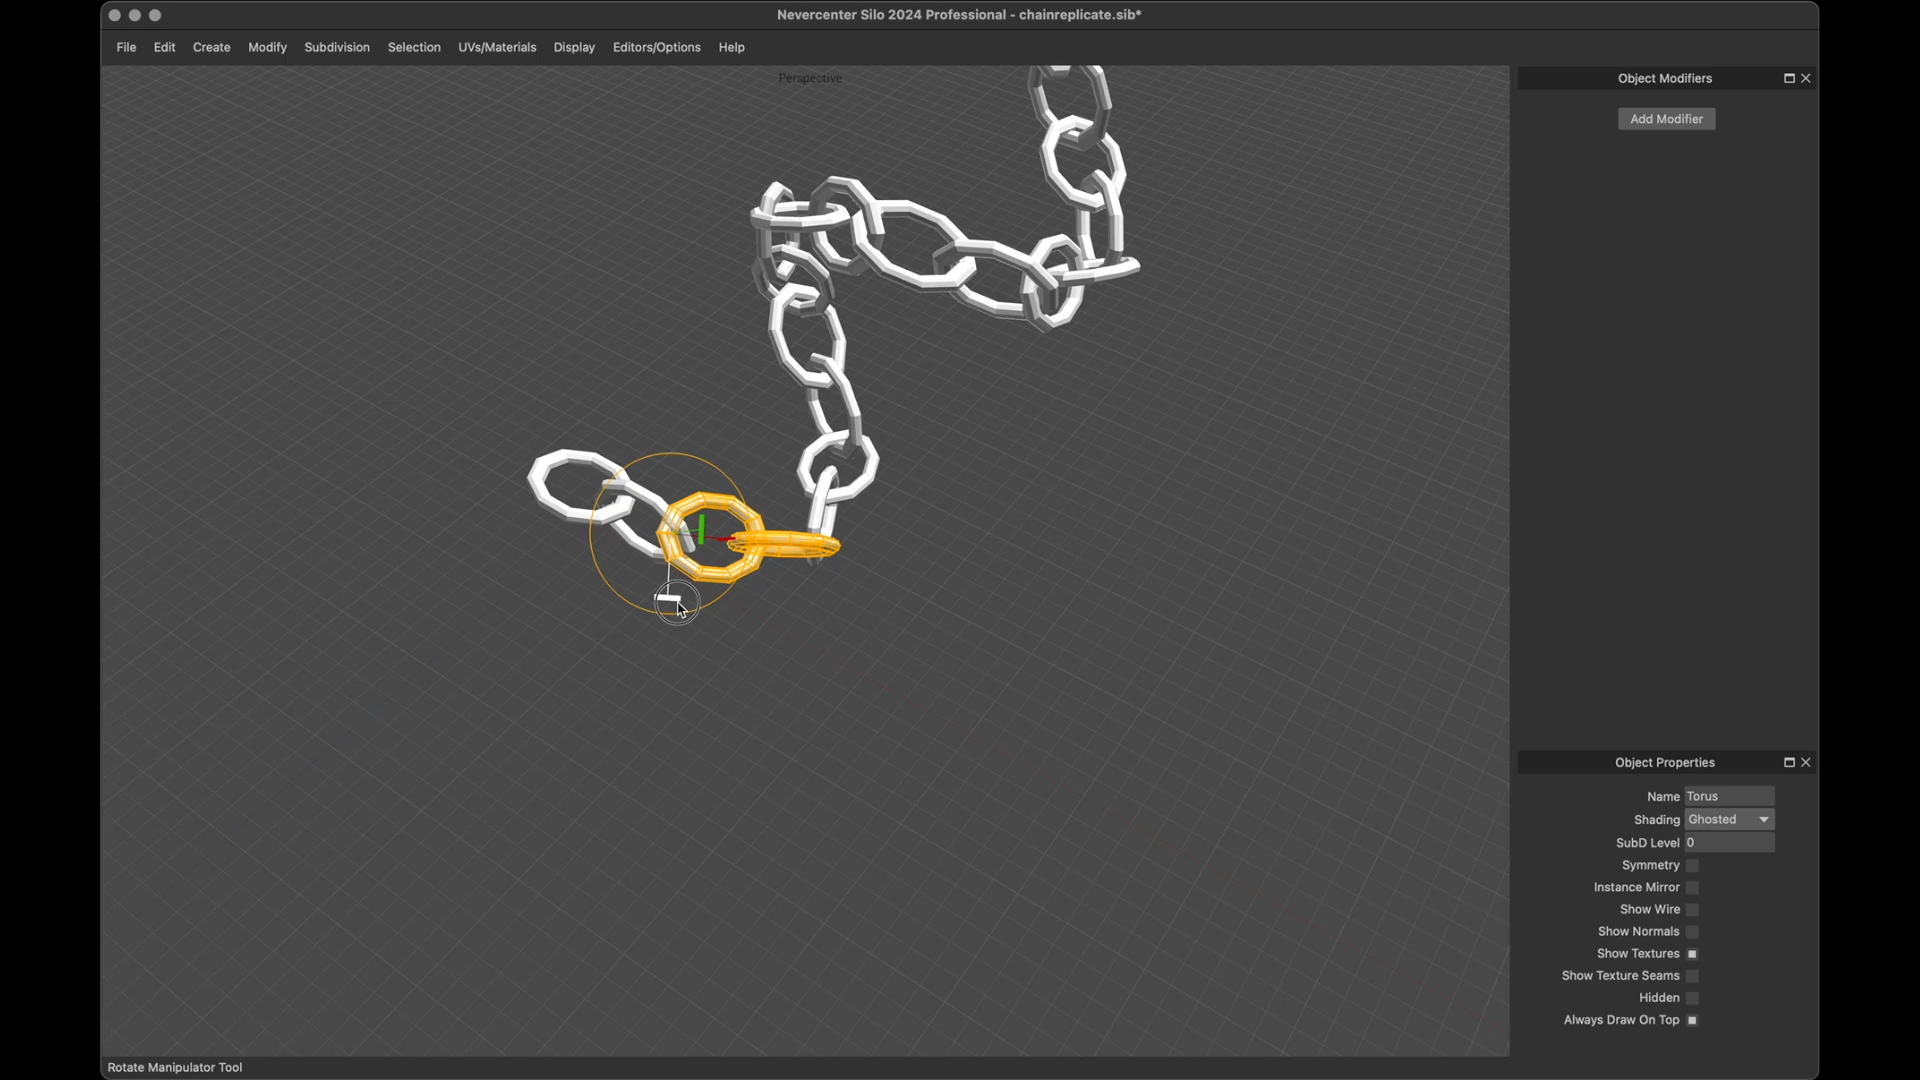 Nevercenter Silo 2024 Professional - chainreplicate.sib*
File Edit Create Modify Subdivision Selection UVs/Materials Display Editors/Options Help
Perspective
Object Modifiers
Add Modifier
Object Properties
Name Torus
Shading Ghosted
SubD Level 0
Symmetry
Instance Mirror
Show Wire
Show Normals
Show Textures
Show Texture Seams
Hidden
Always Draw On Top
Rotate Manipulator Tool